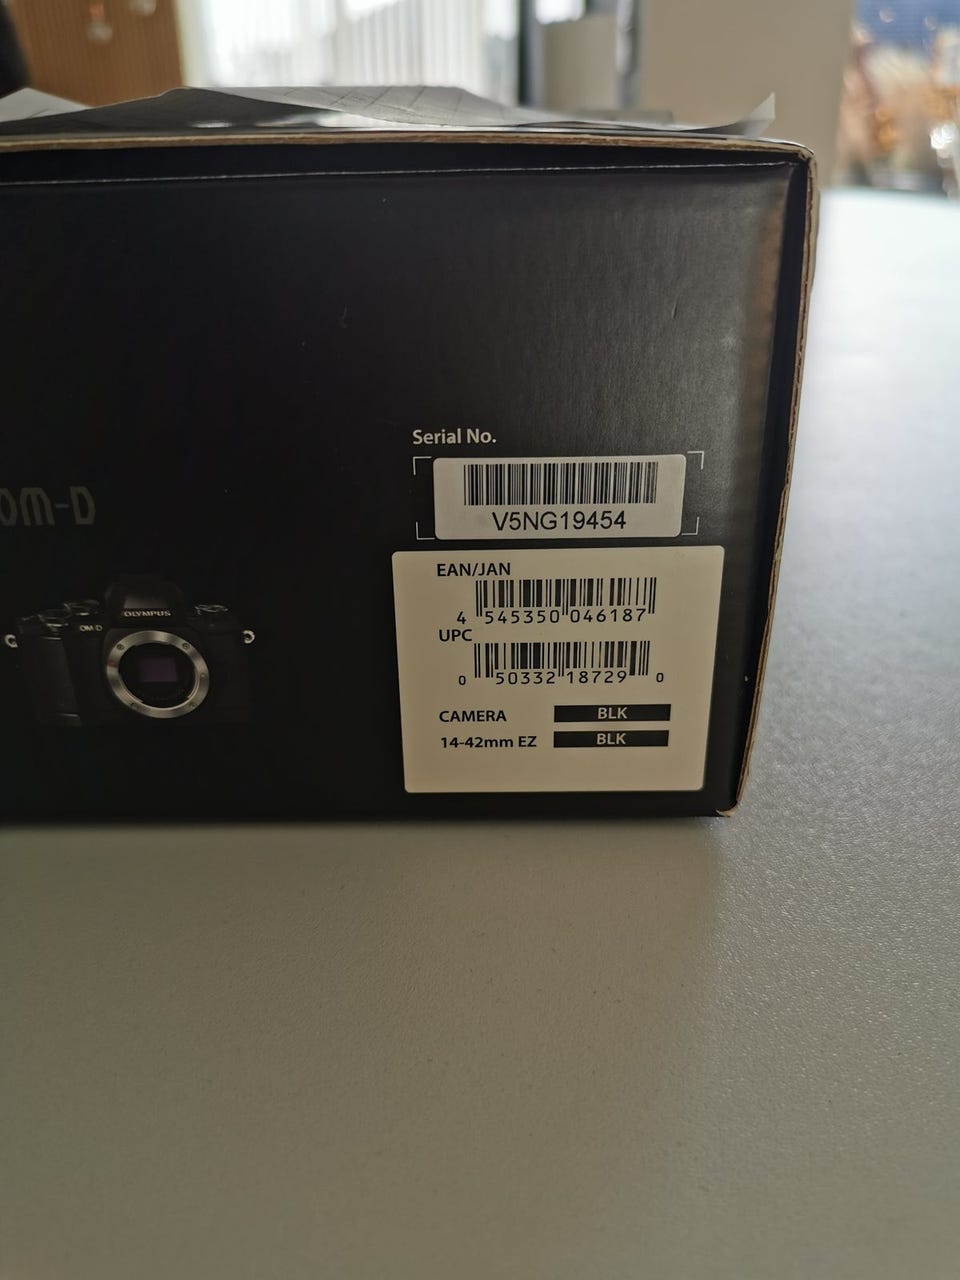 Serial No.
V5NG19454
OM-D
EAN/JAN
4 545350 046187
UPC
0 50332 18729 0
OLYMPUS
OM-D
CAMERA BLK
14-42mm EZ BLK